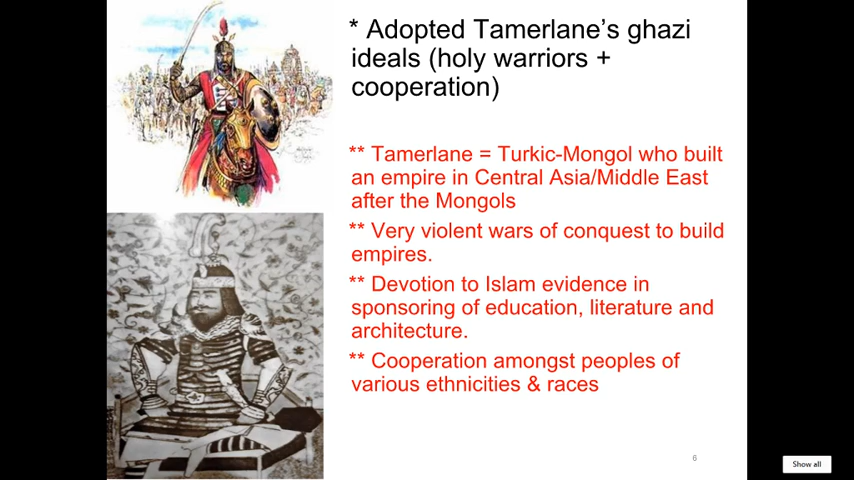 * Adopted Tamerlane's ghazi
ideals (holy warriors +
cooperation)
** Tamerlane = Turkic-Mongol who built
an empire in Central Asia/Middle East
after the Mongols
** Very violent wars of conquest to build
empires.
** Devotion to Islam evidence in
sponsoring of education, literature and
architecture.
** Cooperation amongst peoples of
various ethnicities & races
6
Show all